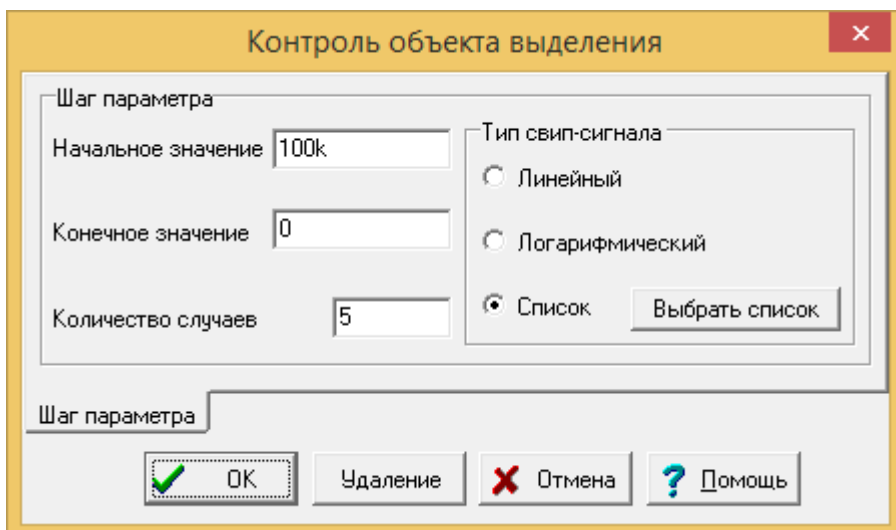 Контроль объекта выделения
Шаг параметра
Начальное значение 100k
Конечное значение 0
Количество случаев 5
Тип свип-сигнала
Линейный
Логарифмический
Список Выбрать список
Шаг параметра
OK Удаление Отмена ? Помощь